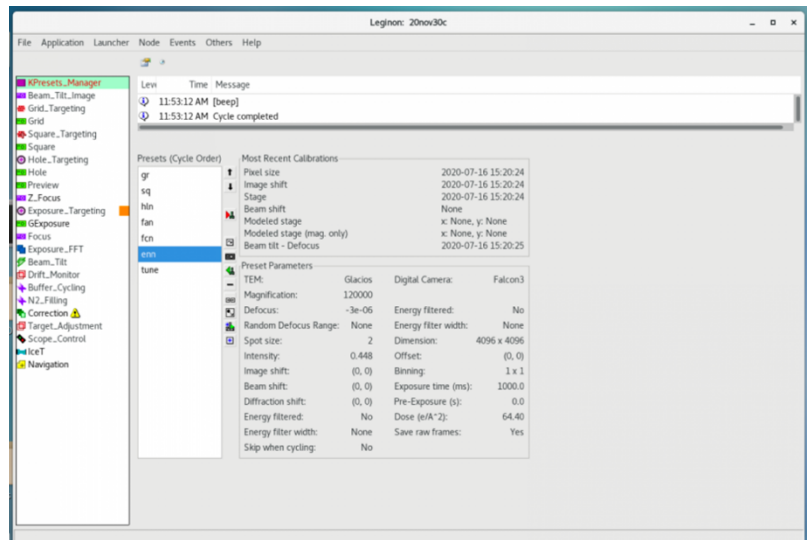 Leginon: 20nov30c
File Application Launcher Node Events Others Help
KPresets_Manager
Beam_Tilt_Image
Grid_Targeting
Grid
Square_Targeting
Square
Hole_Targeting
Hole
Preview
Z_Focus
Exposure_Targeting
GExposure
Focus
Exposure_FFT
Beam_Tilt
Drift_Monitor
Buffer_Cycling
N2_Filling
Correction
Target_Adjustment
Scope_Control
IceT
Navigation
Time Message
11:53:12 AM [beep]
11:53:12 AM Cycle completed
Presets (Cycle Order)
gr
sq
hln
fan
fcn
enn
tune
Most Recent Calibrations
Pixel size 2020-07-16 15:20:24
Image shift 2020-07-16 15:20:24
Stage 2020-07-16 15:20:24
Beam shift None
Modeled stage x: None, y: None
Modeled stage (mag. only) x: None, y: None
Beam tilt - Defocus 2020-07-16 15:20:25
Preset Parameters
TEM: Glacios Digital Camera: Falcon3
Magnification: 120000
Defocus: -3e-06 Energy filtered: No
Random Defocus Range: None Energy filter width: None
Spot size: 2 Dimension: 4096 x 4096
Intensity: 0.448 Offset: (0, 0)
Image shift: (0, 0) Binning: 1 x 1
Beam shift: (0, 0) Exposure time (ms): 1000.0
Diffraction shift: (0, 0) Pre-Exposure (s): 0.0
Energy filtered: No Dose (e/A^2): 64.40
Energy filter width: None Save raw frames: Yes
Skip when cycling: No